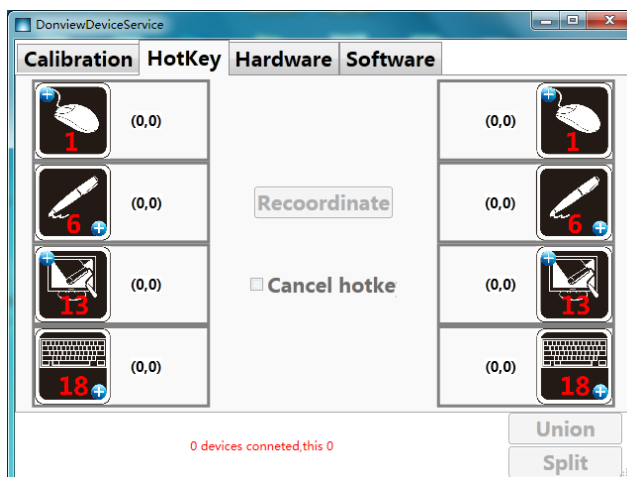 DonviewDeviceService
Calibration HotKey Hardware Software
1 (0,0) (0,0) 1
6 (0,0) (0,0) 6
Recoordinate
13 (0,0) (0,0) 13
Cancel hotke
18 (0,0) (0,0) 18
0 devices conneted,this 0
Union
Split